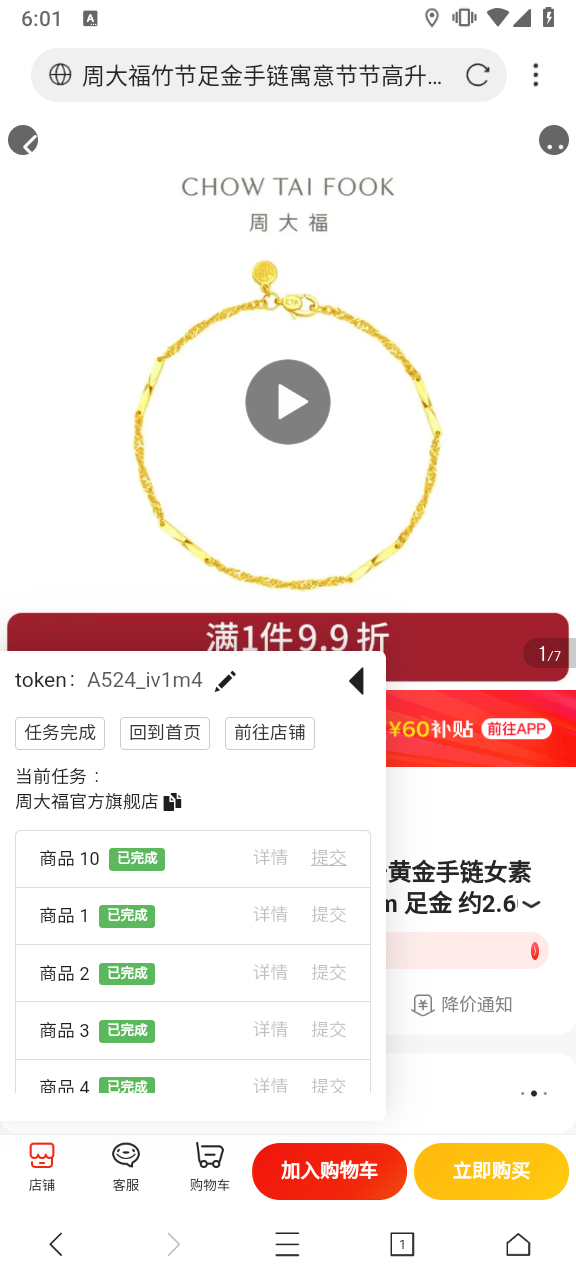 6:01
A
周大福竹节足金手链寓意节节高升...
CHOW TAI FOOK
周大福
满1件9.9折
1/7
token: A524_iv1m4
¥60补贴 前往APP
任务完成 回到首页 前往店铺
当前任务：
周大福官方旗舰店
商品 10 已完成 详情 提交
黄金手链女素
商品 1 已完成 详情 提交
足金 约2.6
商品 2 已完成 详情 提交
商品 3 已完成 详情 提交
降价通知
商品 4 已完成 详情 提交
店铺 客服 购物车 加入购物车 立即购买
1